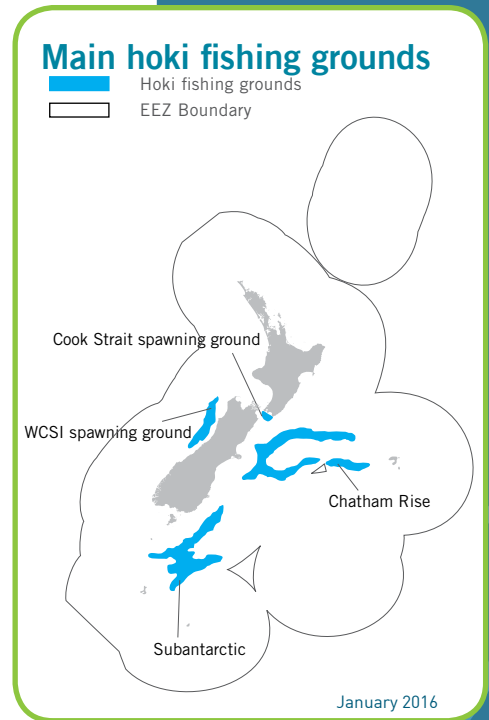 Main hoki fishing grounds
Hoki fishing grounds
EEZ Boundary
Cook Strait spawning ground
WCSI spawning ground
Chatham Rise
Subantarctic
January 2016